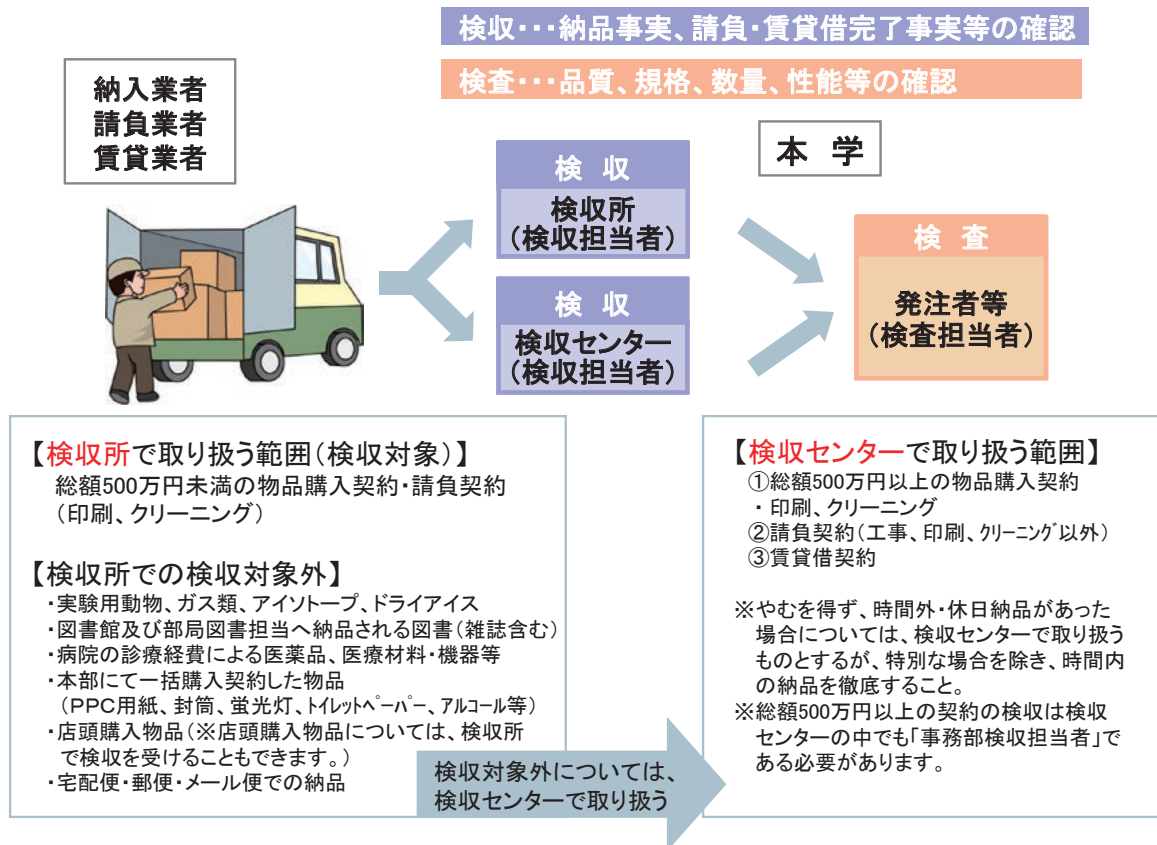 検収・・・納品事実、請負・賃貸借完了事実等の確認
検査・・・品質、規格、数量、性能等の確認
納入業者
請負業者
賃貸業者
本 学
検 収
検収所
(検収担当者)
検 収
検収センター
(検収担当者)
検 査
発注者等
(検査担当者)
【検収所で取り扱う範囲(検収対象)】
総額500万円未満の物品購入契約・請負契約
(印刷、クリーニング)
【検収所での検収対象外】
・実験用動物、ガス類、アイソトープ、ドライアイス
・図書館及び部局図書担当へ納品される図書(雑誌含む)
・病院の診療経費による医薬品、医療材料・機器等
・本部にて一括購入契約した物品
(PPC用紙、封筒、蛍光灯、トイレットペーパー、アルコール等)
・店頭購入物品(※店頭購入物品については、検収所
で検収を受けることもできます。)
・宅配便・郵便・メール便での納品
検収対象外については、
検収センターで取り扱う
【検収センターで取り扱う範囲】
①総額500万円以上の物品購入契約
・ 印刷、クリーニング
②請負契約(工事、印刷、クリーニング以外)
③賃貸借契約
※やむを得ず、時間外・休日納品があった
場合については、検収センターで取り扱う
ものとするが、特別な場合を除き、時間内
の納品を徹底すること。
※総額500万円以上の契約の検収は検収
センターの中でも「事務部検収担当者」で
ある必要があります。